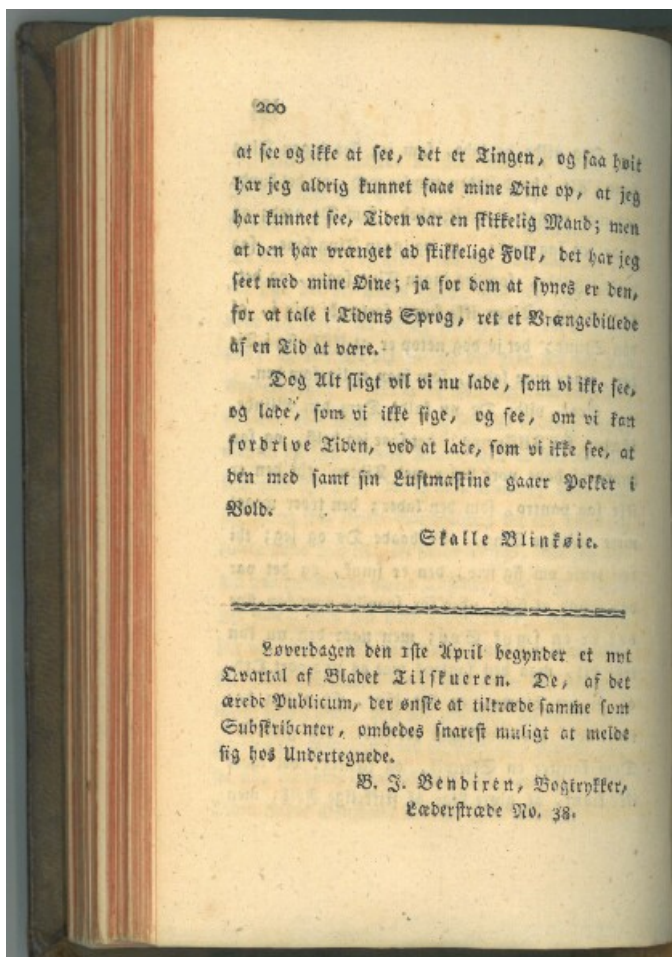 200
at see og ikke at see, det er Tingen, og saa hvit
har jeg aldrig kunnet faae mine Øine op, at jeg
har kunnet see, Tiden var en skikkelig Mand; men
at den har vrænget ad skikkelige Folk, det har jeg
seet med mine Øine; ja for dem at synes er den,
for at tale i Tidens Sprog, ret et Vrængebillede
af en Tid at være.
Dog Alt sligt vil vi nu lade, som vi ikke see,
og lade, som vi ikke sige, og see, om vi kan
fordrive Tiden, ved at lade, som vi ikke see, at
den med samt sin Luftmaskine gaaer Pokker i
Vold.
Skalle Blinkøie.
Løverdagen den 1ste April begynder et nyt
Qvartal af Bladet Tilskueren. De, af det
ærede Publicum, der ønske at tiltræde samme som
Subskribenter, ombedes snarest muligt at melde
sig hos Undertegnede.
B. J. Bendixen, Bogtrykker,
Læderstræde No. 38.